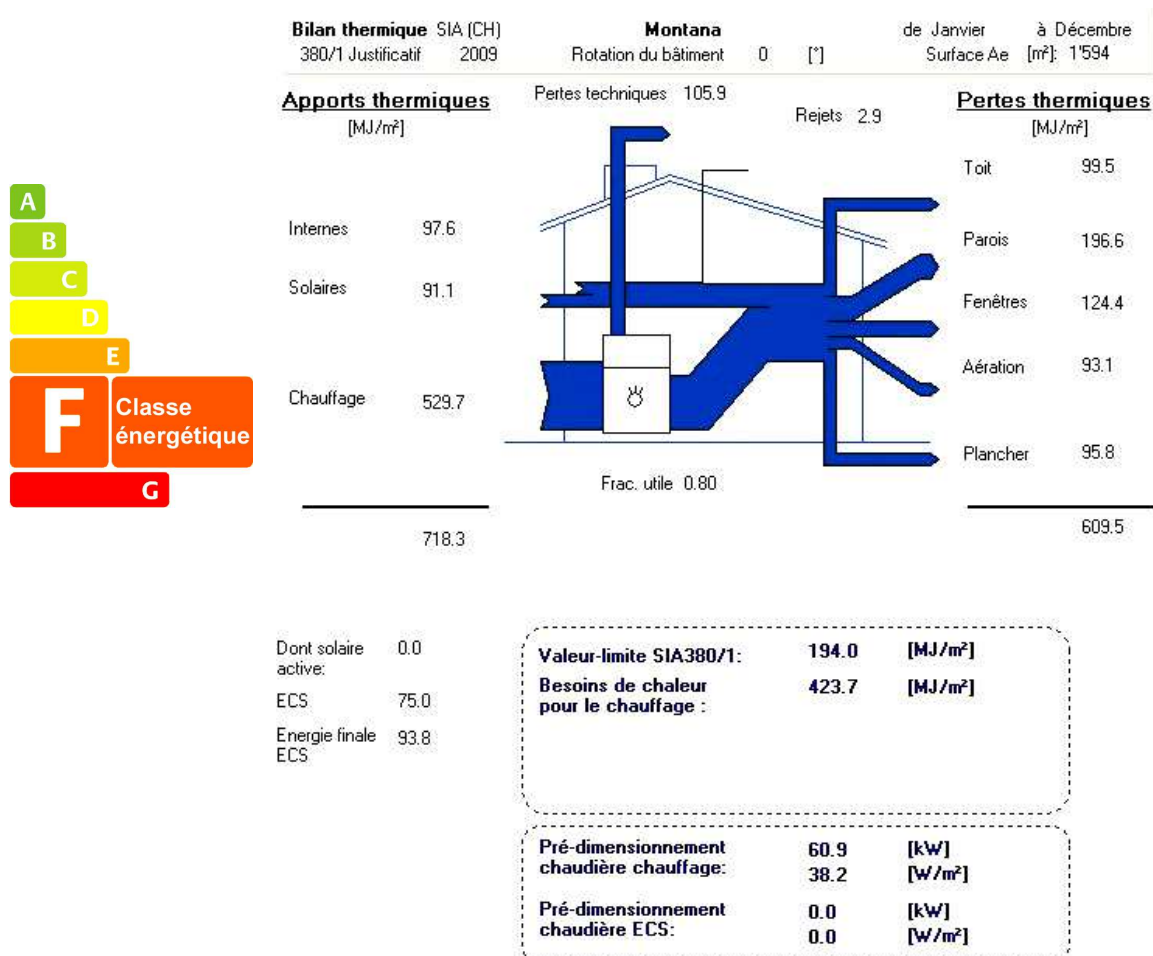 Bilan thermique SIA (CH) Montana de Janvier à Décembre
380/1 Justificatif 2009 Rotation du bâtiment 0 [°] Surface Ae [m²]: 1'594
Apports thermiques
[MJ/m²]
Pertes techniques 105.9
Rejets 2.9
Pertes thermiques
[MJ/m²]
A
B
C
D
E
F Classe
énergétique
G
Internes 97.6
Solaires 91.1
Chauffage 529.7
718.3
Frac. utile 0.80
Toit 99.5
Parois 196.6
Fenêtres 124.4
Aération 93.1
Plancher 95.8
609.5
Dont solaire 0.0
active:
ECS 75.0
Energie finale 93.8
ECS
Valeur-limite SIA380/1: 194.0 [MJ/m²]
Besoins de chaleur 423.7 [MJ/m²]
pour le chauffage :
Pré-dimensionnement 60.9 [kW]
chaudière chauffage: 38.2 [W/m²]
Pré-dimensionnement 0.0 [kW]
chaudière ECS: 0.0 [W/m²]